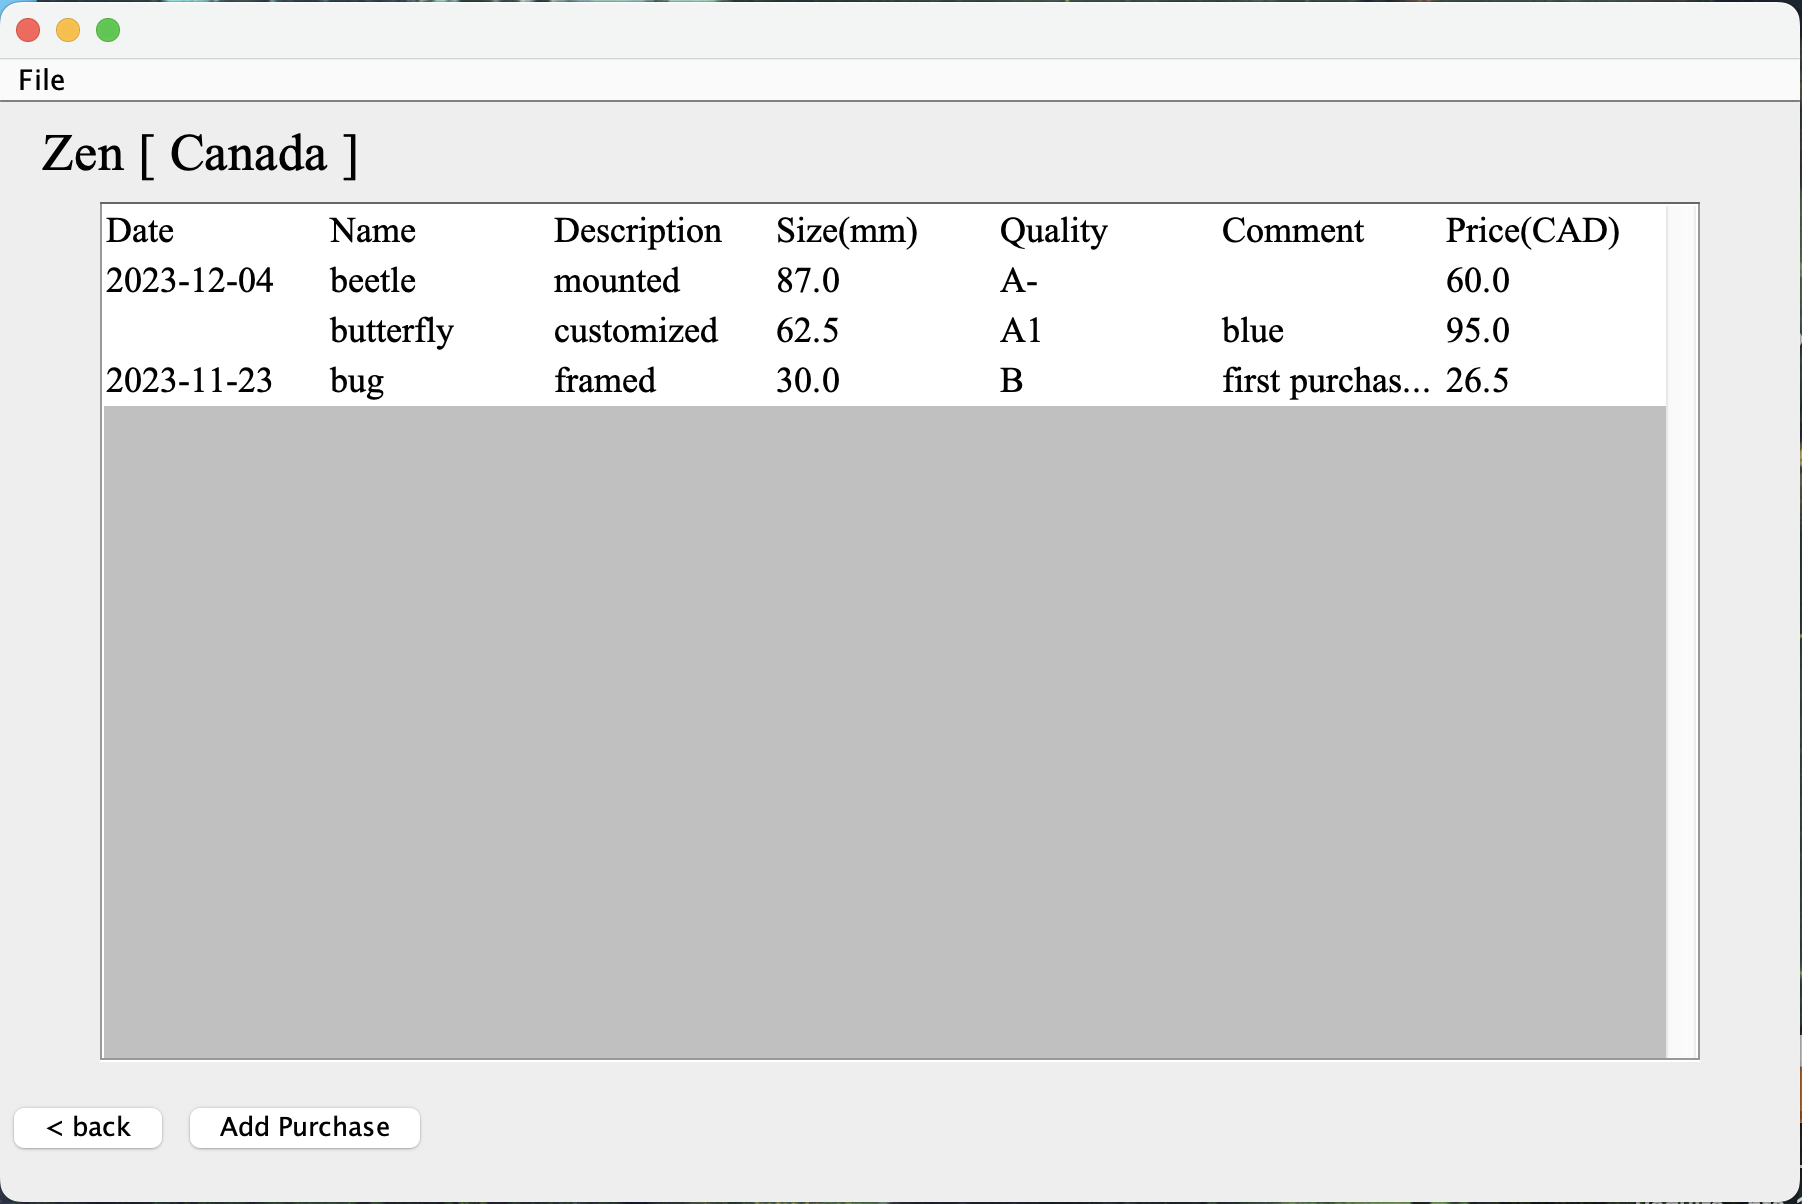 File
Zen [ Canada ]
Date Name Description Size(mm) Quality Comment Price(CAD)
2023-12-04 beetle mounted 87.0 A- 60.0
butterfly customized 62.5 A1 blue 95.0
2023-11-23 bug framed 30.0 B first purchas... 26.5
< back Add Purchase